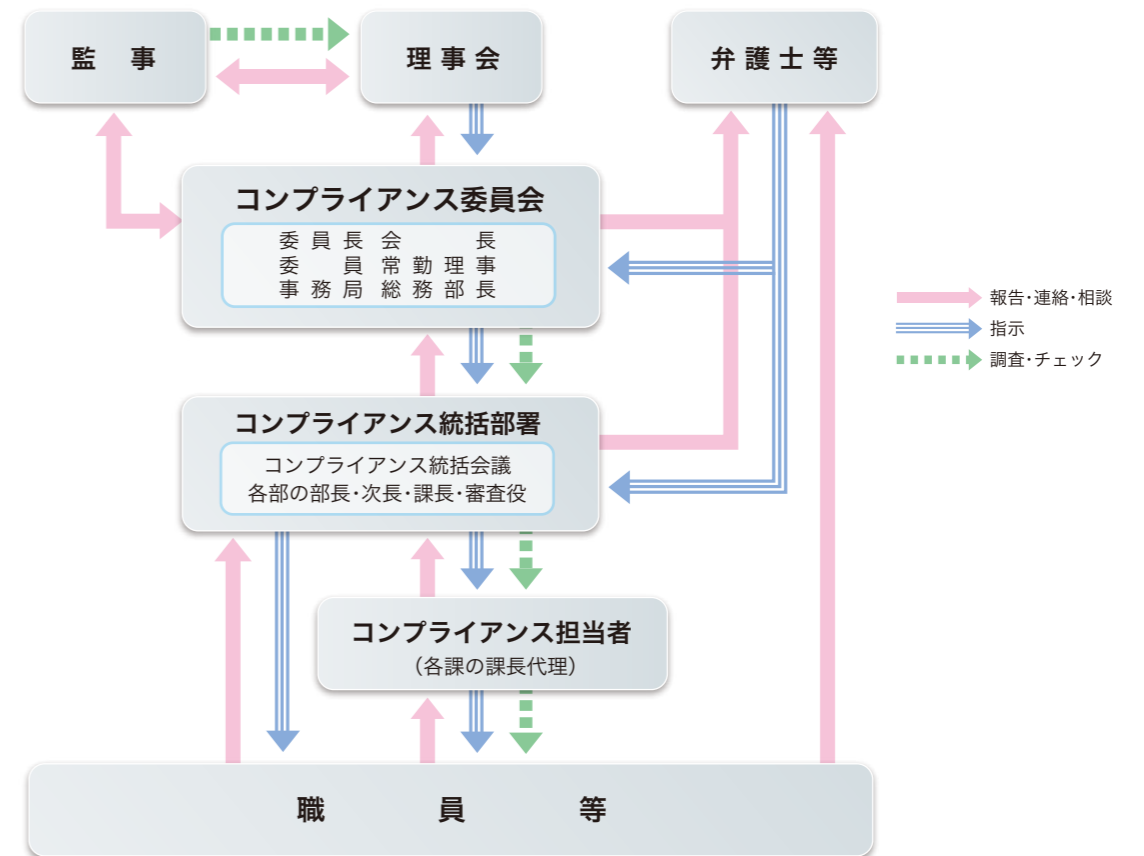 監事
理事会
弁護士等
コンプライアンス委員会
委員長 会長
委員 常勤理事
事務局 総務部長
報告・連絡・相談
指示
調査・チェック
コンプライアンス統括部署
コンプライアンス統括会議
各部の部長・次長・課長・審査役
コンプライアンス担当者
(各課の課長代理)
職員等